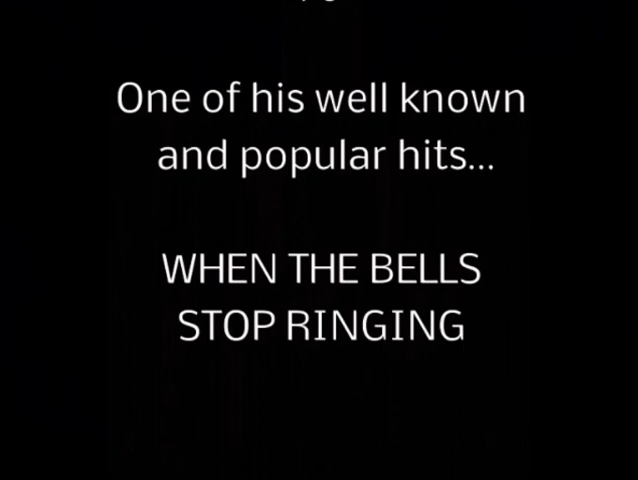 One of his well known
and popular hits...
WHEN THE BELLS
STOP RINGING